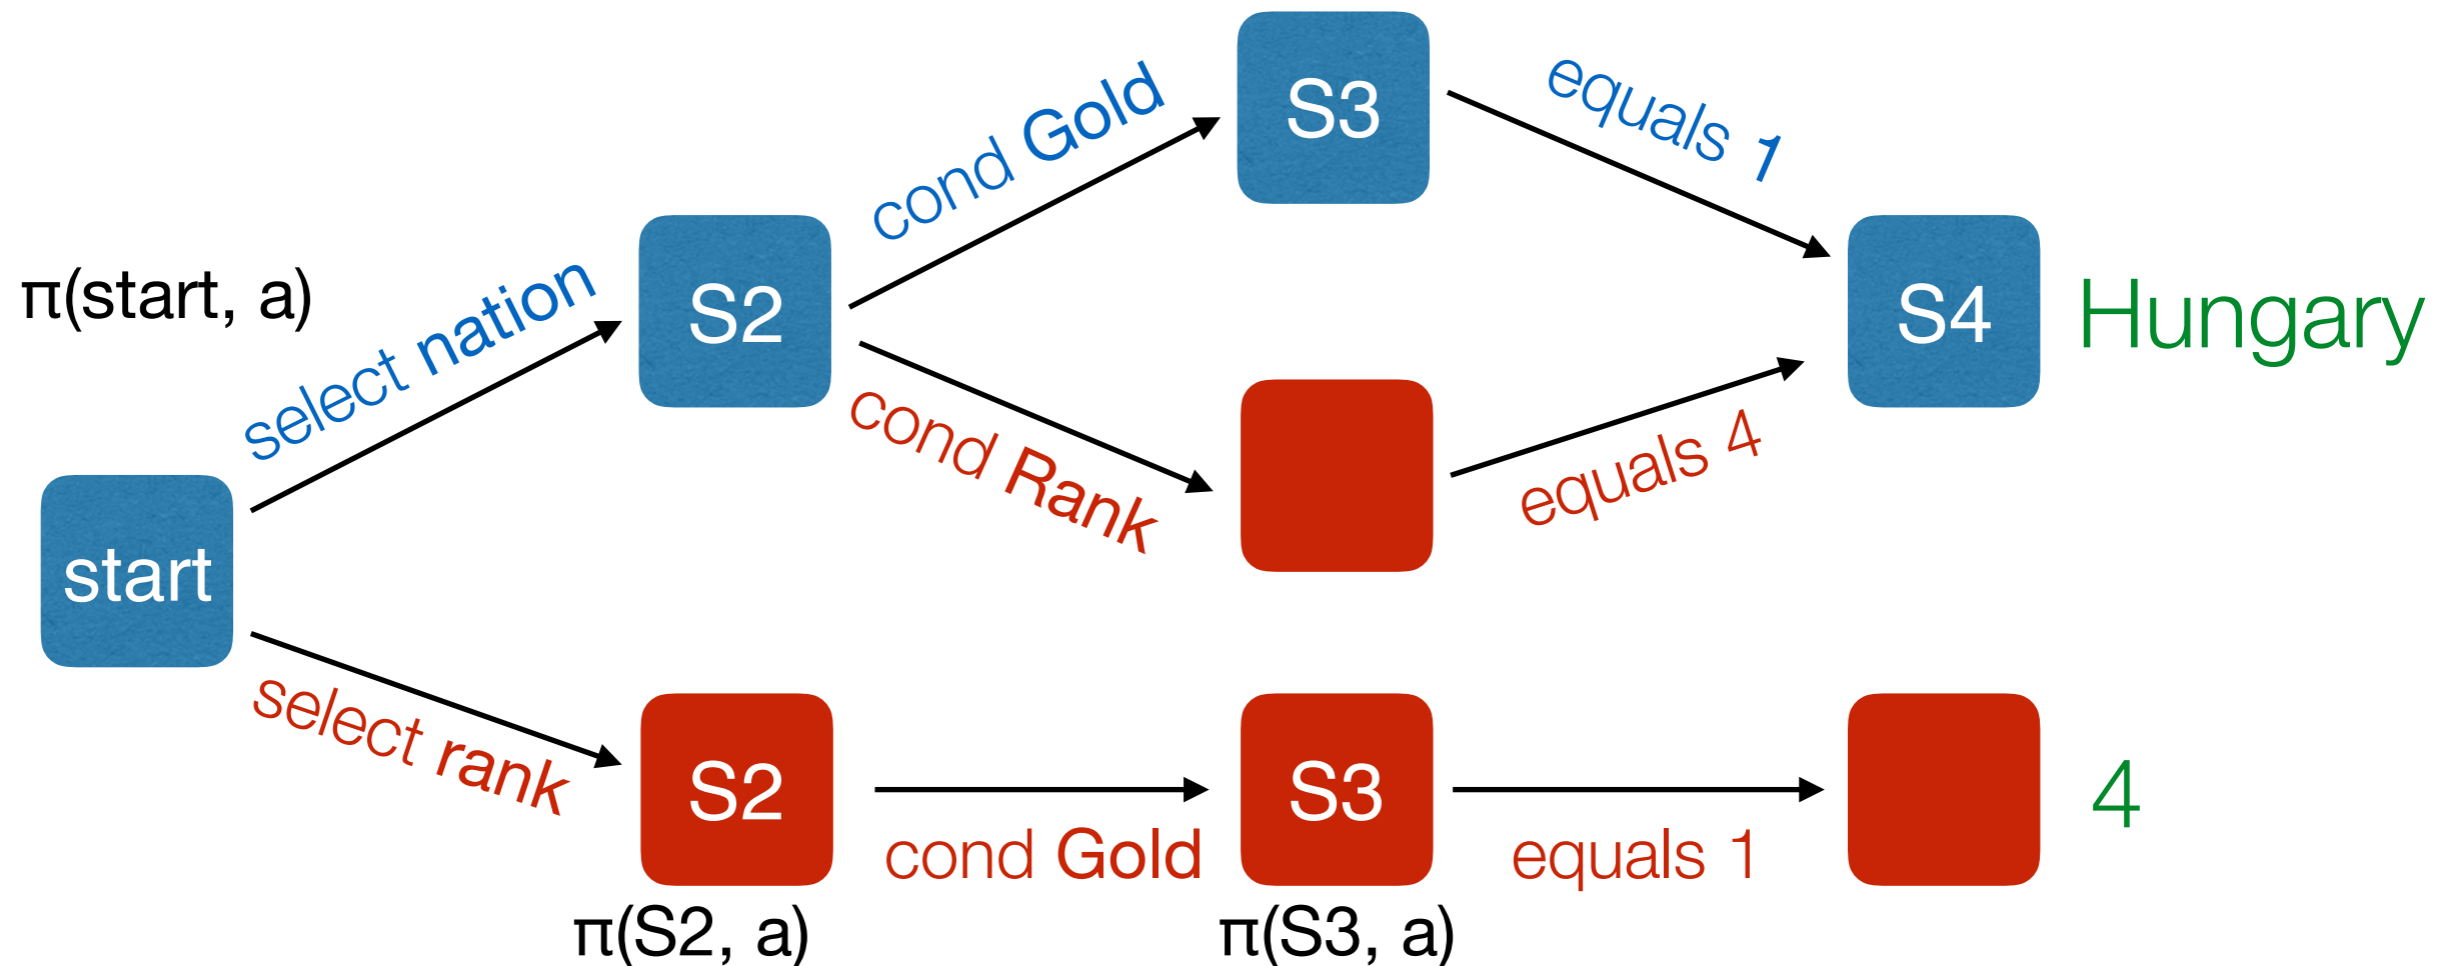 S3
equals 1
cond Gold
S2
S4
Hungary
π(start, a)
select nation
cond Rank
equals 4
start
select rank
S2
cond Gold
S3
equals 1
4
π(S2, a)
π(S3, a)